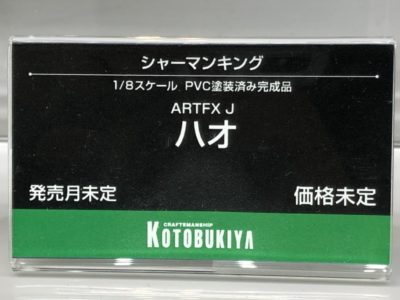 シャーマンキング
1/8スケール PVC塗装済み完成品
ARTFX J
ハオ
発売月未定 価格未定
CRAFTSMANSHIP
KOTOBUKIYA